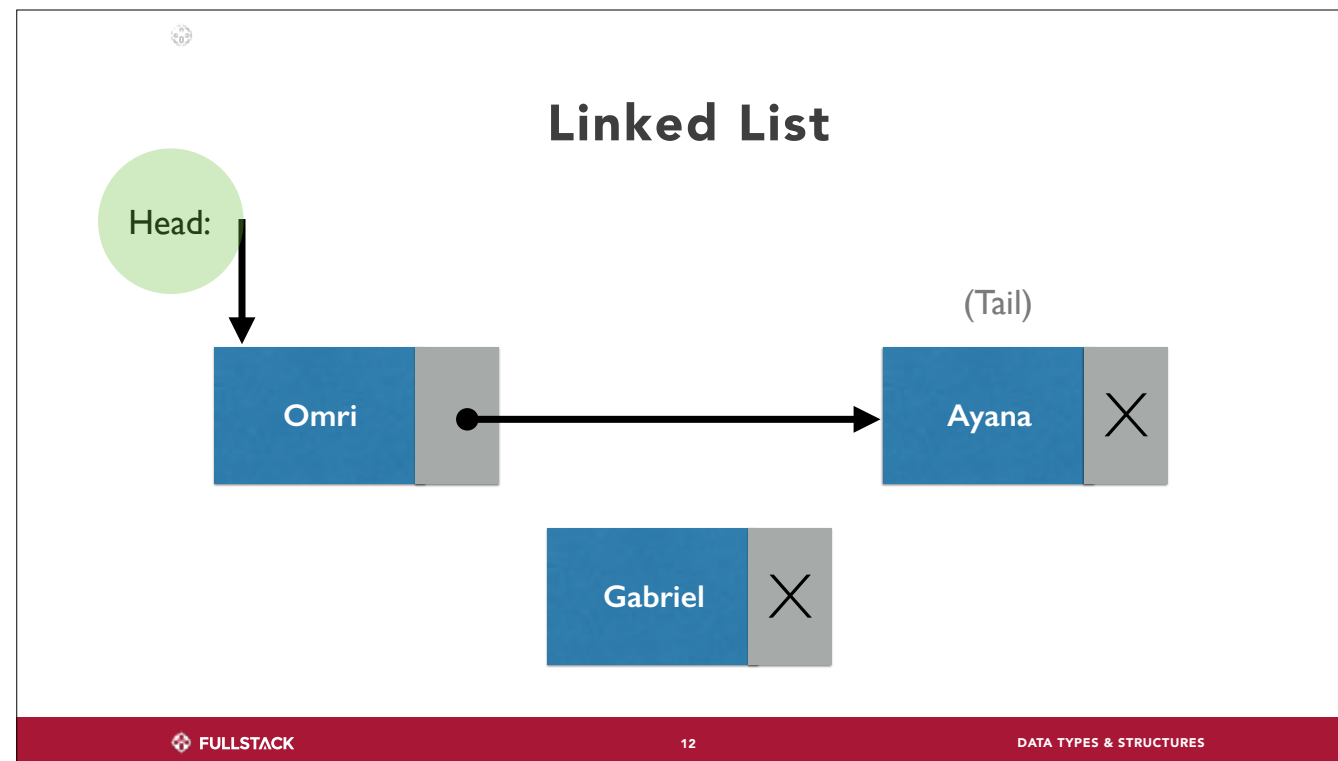 Linked List
Head:
(Tail)
Omri
Ayana
Gabriel
FULLSTACK
12
DATA TYPES & STRUCTURES